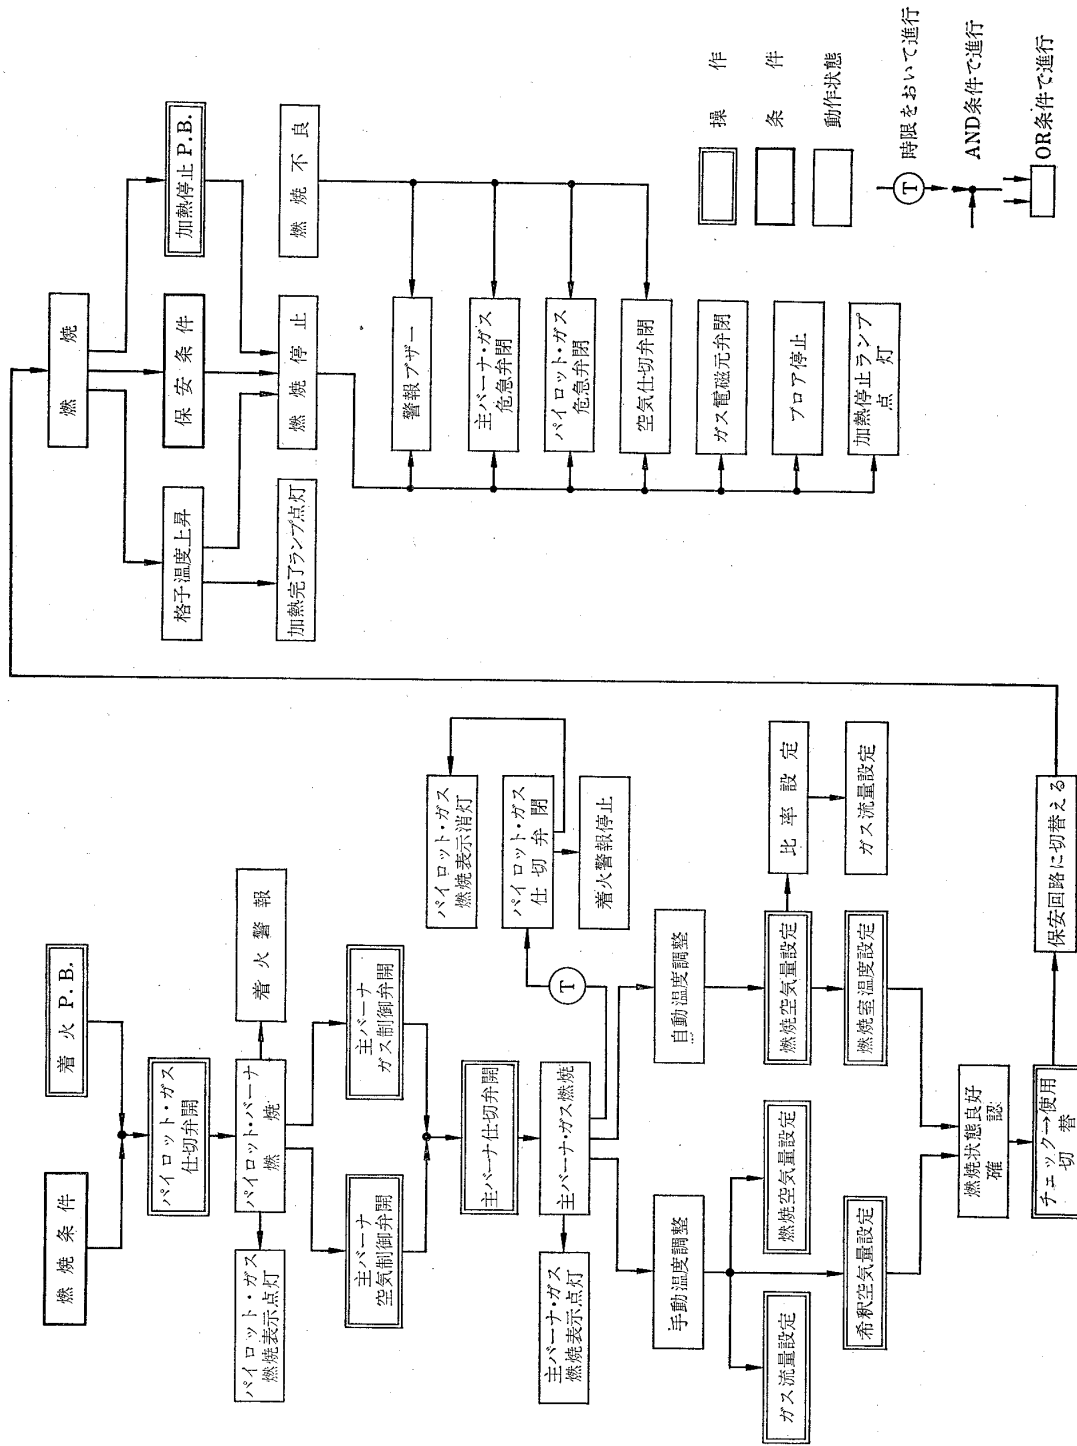 燃焼条件
着火 P.B.
パイロット・ガス
仕切弁開
パイロット・バーナ
燃　　焼
パイロット・ガス
燃焼表示点灯
着火警報
主バーナ
空気制御弁開
主バーナ
ガス制御弁開
主バーナ仕切弁開
主バーナ・ガス燃焼
主バーナ・ガス
燃焼表示点灯
T
パイロット・ガス
仕切弁閉
パイロット・ガス
燃焼表示消灯
着火警報停止
手動温度調整
自動温度調整
ガス流量設定
燃焼空気量設定
希釈空気量設定
燃焼空気量設定
比率設定
燃焼室温度設定
ガス流量設定
燃焼状態良好
確　　認
チェック→使用
切　　替
保安回路に切替える
燃　　焼
格子温度上昇
保安条件
加熱停止 P.B.
加熱完了ランプ点灯
燃焼停止
燃焼不良
警報ブザー
主バーナ・ガス
危急弁閉
パイロット・ガス
危急弁閉
空気仕切弁閉
ガス電磁元弁閉
ブロア停止
加熱停止ランプ
点　　灯
操　作
条　件
動作状態
T
時限をおいて進行
AND条件で進行
OR条件で進行